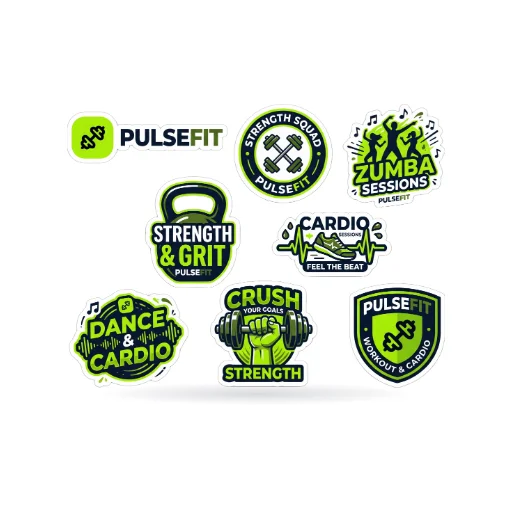 PULSEFIT
STRENGTH SQUAD
PULSEFIT
ZUMBA
SESSIONS
PULSEFIT
STRENGTH
& GRIT
PULSEFIT
CARDIO
SESSIONS
FEEL THE BEAT
DANCE
&
CARDIO
CRUSH
YOUR GOALS
STRENGTH
PULSEFIT
WORKOUT & CARDIO